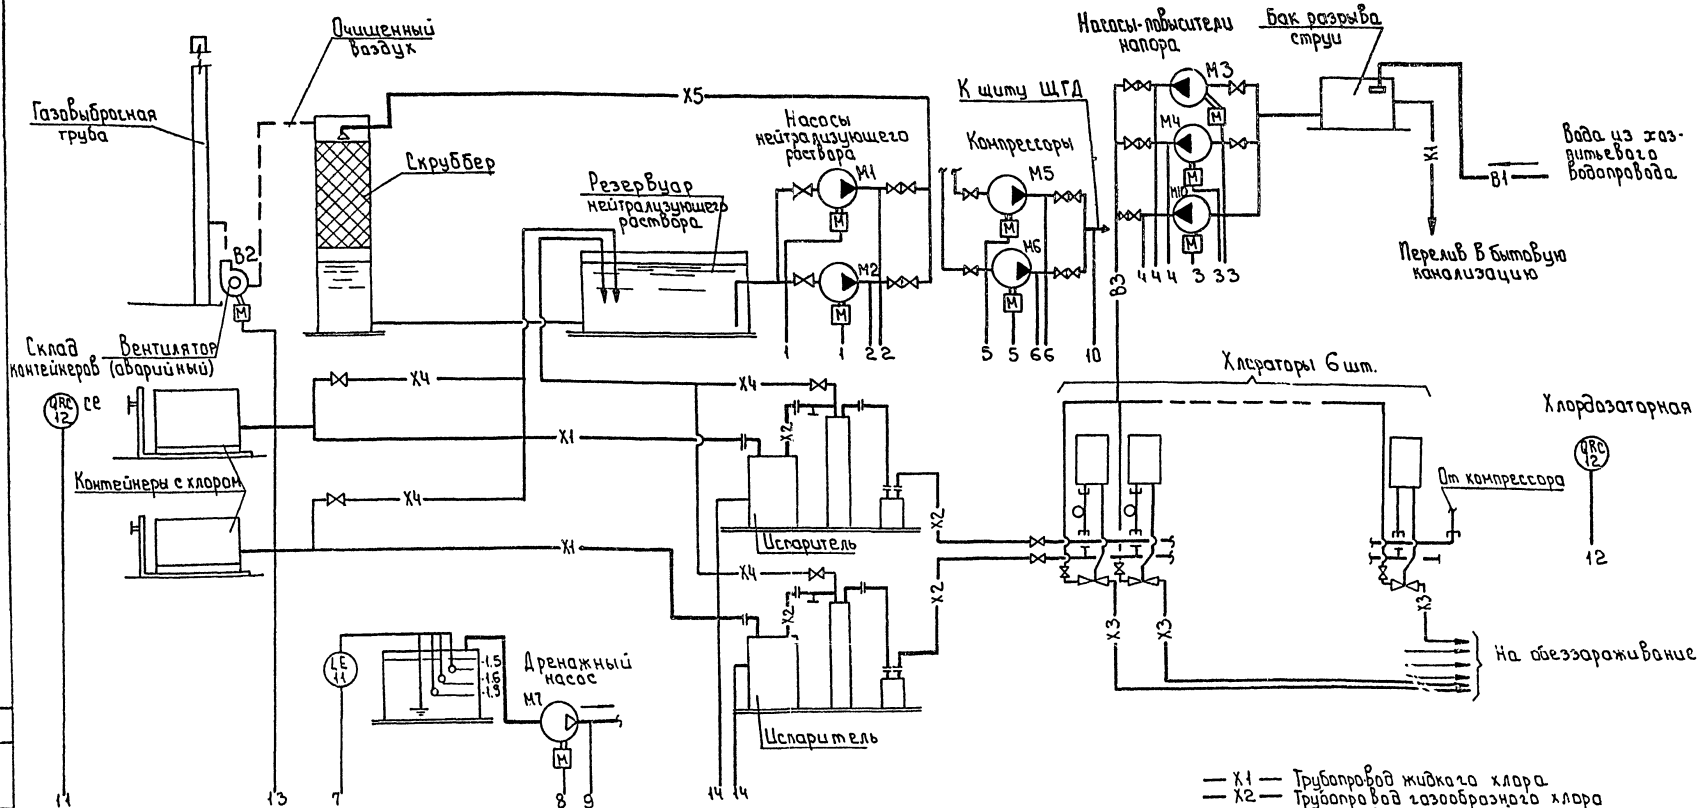 Очищенный
воздух
Газовыбросная
труба
Скруббер
Х5
Насосы
нейтрализующего
раствора
М1
М2
М
М
Резервуар
нейтрализующего
раствора
К щиту ЩГД
Компрессоры
М5
М6
М
М
Насосы-повысители
напора
М3
М4
М10
М
М
М
бак разрыва
струи
К1
В1
Вода из хоз-
питьевого
водопровода
Перелив в бытовую
канализацию
В3
В2
М
Вентилятор
(аварийный)
Склад
контейнеров
QRC
12
се
1
1
2 2
5
5
6 6
10
4 4 4 3 3 3
Х4
Х1
Контейнеры с хлором
Х4
Х1
Х4
Х2
Испаритель
Х4
Х2
Испаритель
Х2
Х2
Хлораторы 6 шт.
Хлордозаторная
QRC
12
12
От компрессора
Х3
Х3
Х3
На обеззараживание
LE
11
-1.5
-1.6
-1.9
Дренажный
насос
М7
М
11
13
7
8
9
14
14
— Х1 — Трубопровод жидкого хлора
— Х2 — Трубопровод газообразного хлора